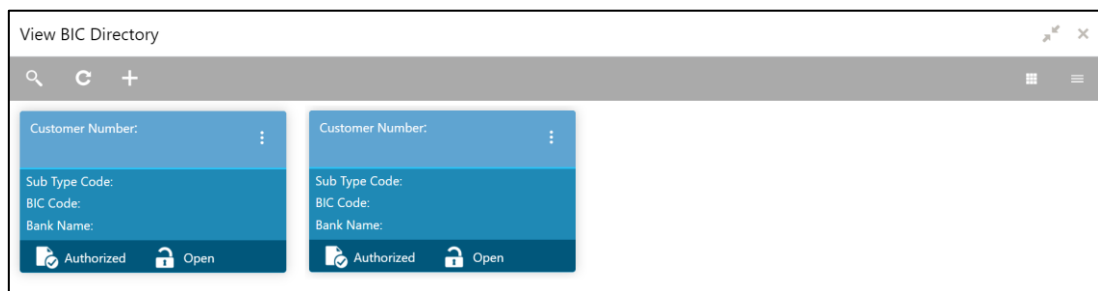 View BIC Directory
Customer Number:
Sub Type Code:
BIC Code:
Bank Name:
Authorized Open
Customer Number:
Sub Type Code:
BIC Code:
Bank Name:
Authorized Open